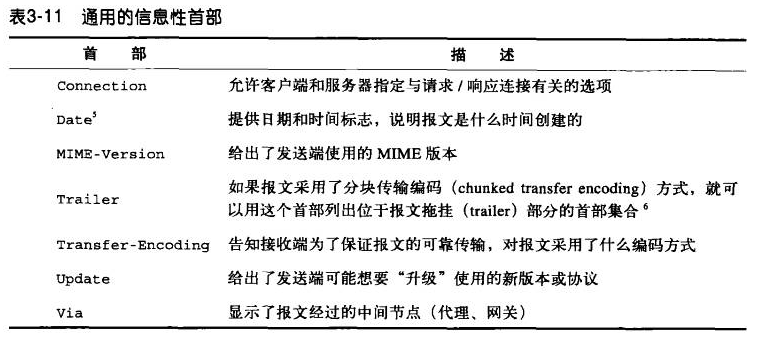 表3-11 通用的信息性首部
首 部 描 述
Connection 允许客户端和服务器指定与请求/响应连接有关的选项
Date5 提供日期和时间标志，说明报文是什么时间创建的
MIME-Version 给出了发送端使用的 MIME 版本
Trailer 如果报文采用了分块传输编码（chunked transfer encoding）方式，就可
以用这个首部列出位于报文拖挂（trailer）部分的首部集合6
Transfer-Encoding 告知接收端为了保证报文的可靠传输，对报文采用了什么编码方式
Update 给出了发送端可能想要“升级”使用的新版本或协议
Via 显示了报文经过的中间节点（代理、网关）